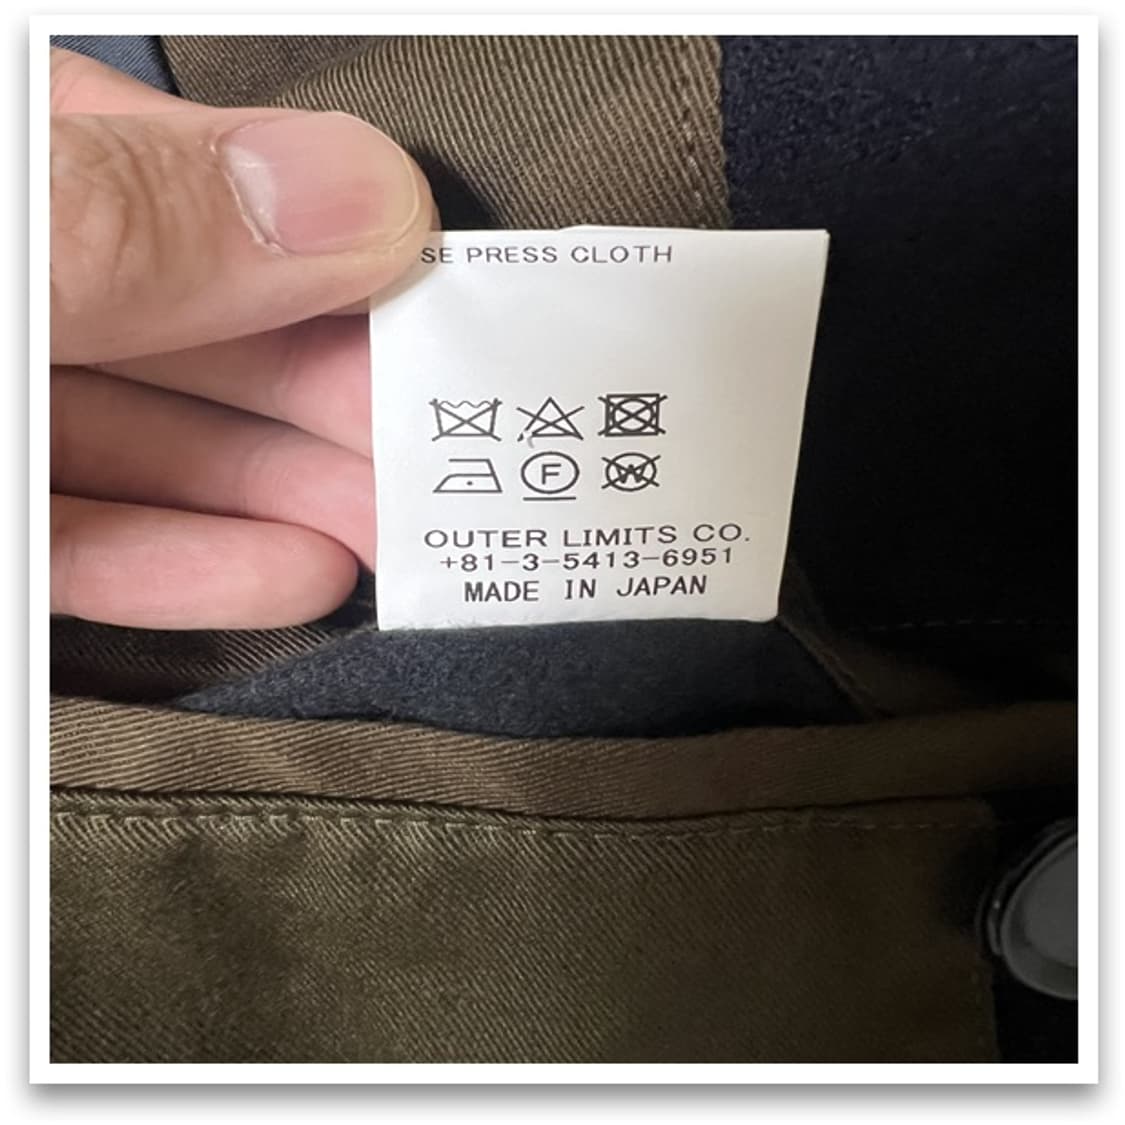 SE PRESS CLOTH
F W
OUTER LIMITS CO.
+81-3-5413-6951
MADE IN JAPAN